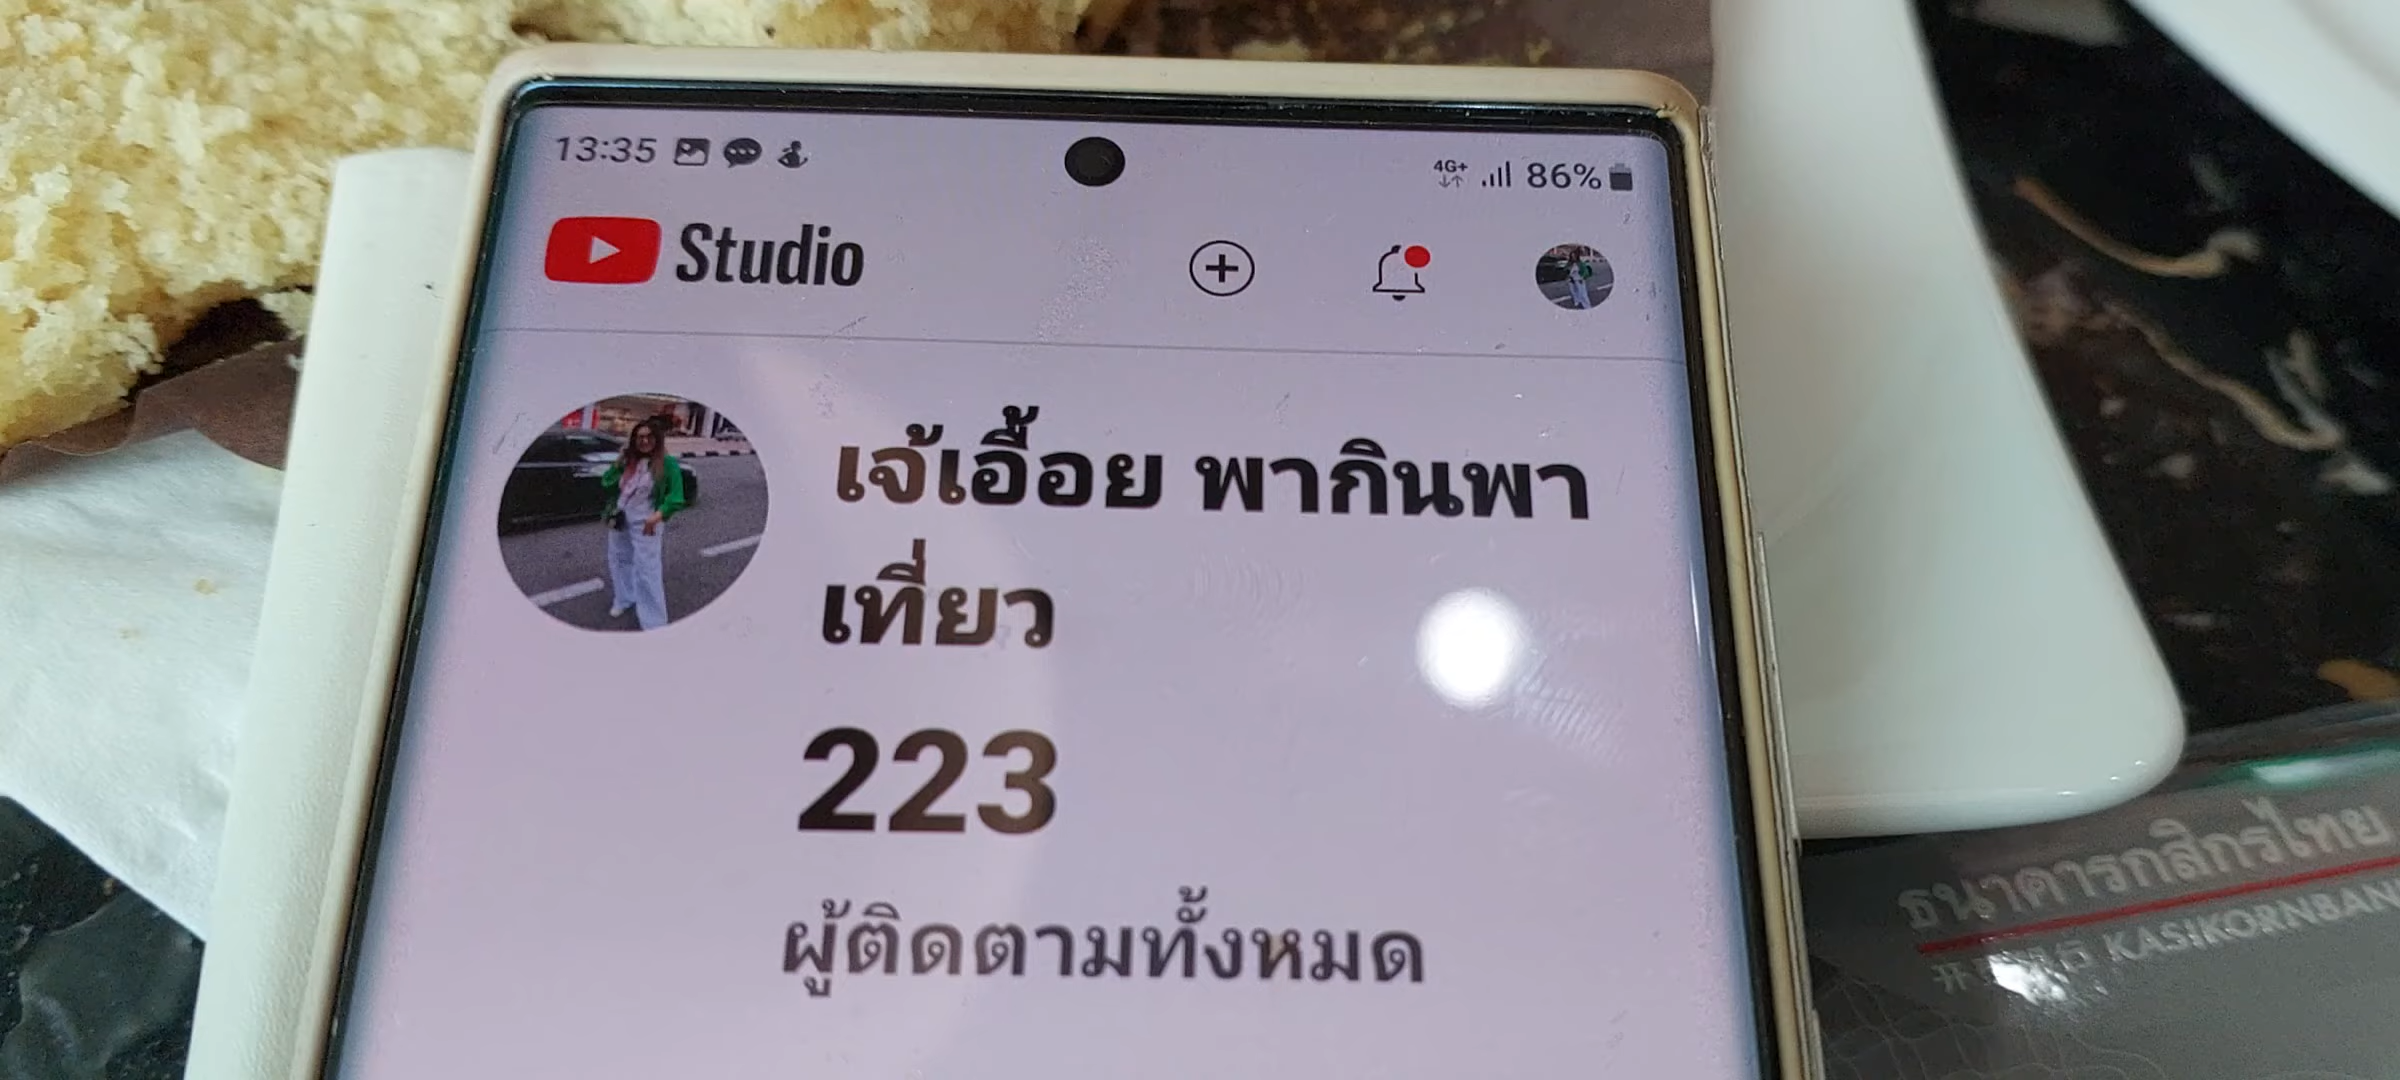 13:35
4G+ 86%
Studio
เจ้เอื้อย พากินพา
เที่ยว
223
ผู้ติดตามทั้งหมด
ธนาคารกสิกรไทย
KASIKORNBAN